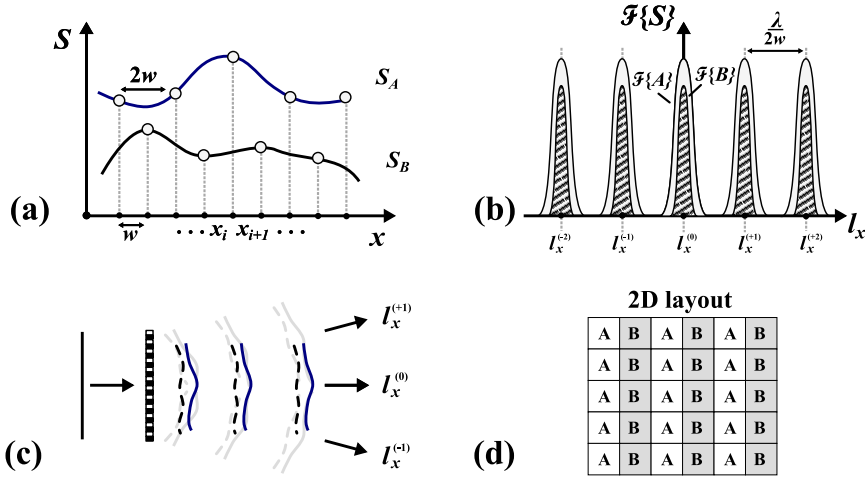 (a)
S
2w
S_A
S_B
w
... x_i x_{i+1} ...
x
(b)
ℱ{S}
λ/2w
ℱ{A}
ℱ{B}
l_x^{(-2)} l_x^{(-1)} l_x^{(0)} l_x^{(+1)} l_x^{(+2)}
l_x
(c)
l_x^{(+1)}
l_x^{(0)}
l_x^{(-1)}
(d)
2D layout
A B A B A B
A B A B A B
A B A B A B
A B A B A B
A B A B A B